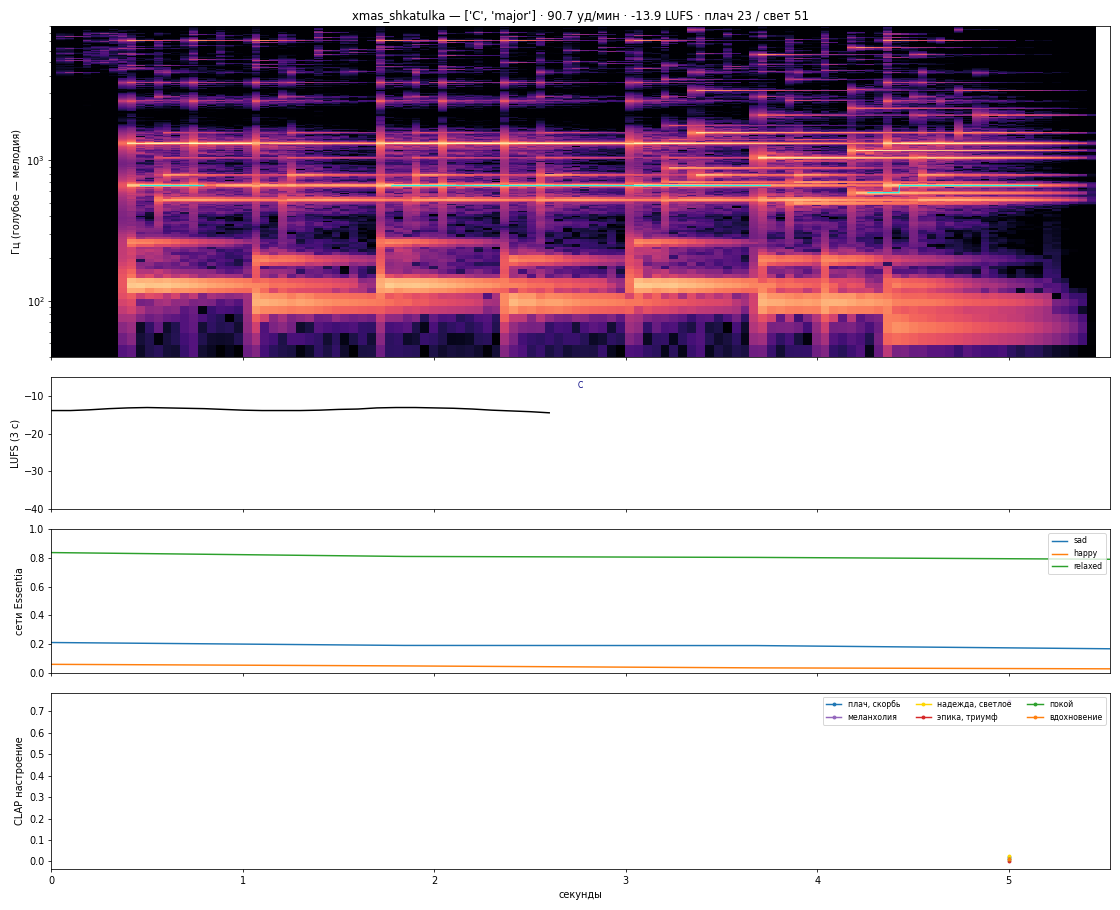 xmas_shkatulka — ['C', 'major'] · 90.7 уд/мин · -13.9 LUFS · плач 23 / свет 51
Гц (голубое — мелодия)
10³
10²
LUFS (3 с)
−10
−20
−30
−40
C
сети Essentia
1.0
0.8
0.6
0.4
0.2
0.0
sad
happy
relaxed
CLAP настроение
0.7
0.6
0.5
0.4
0.3
0.2
0.1
0.0
плач, скорбь надежда, светлое покой
меланхолия эпика, триумф вдохновение
0 1 2 3 4 5
секунды